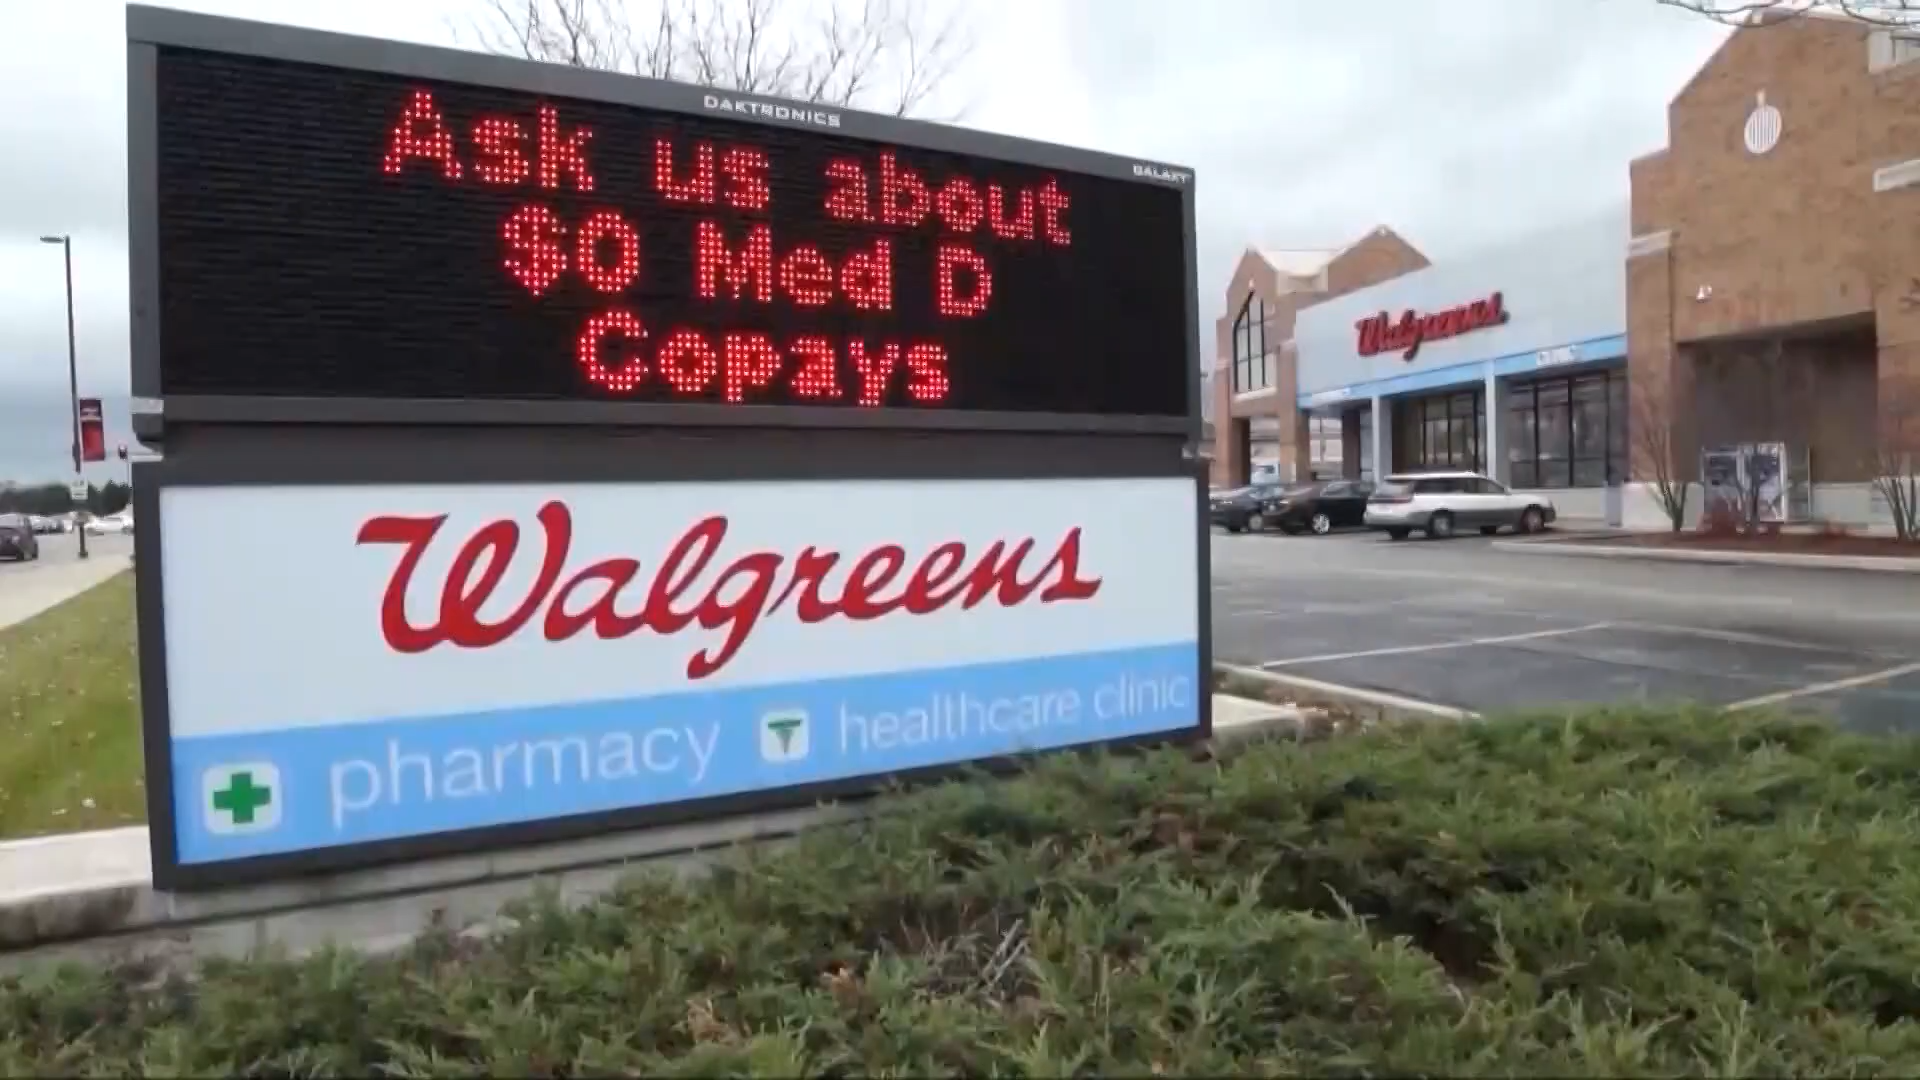 DAKTRONICS
GALAXY
Ask us about
$0 Med D
Copays
Walgreens
pharmacy healthcare clinic
Walgreens